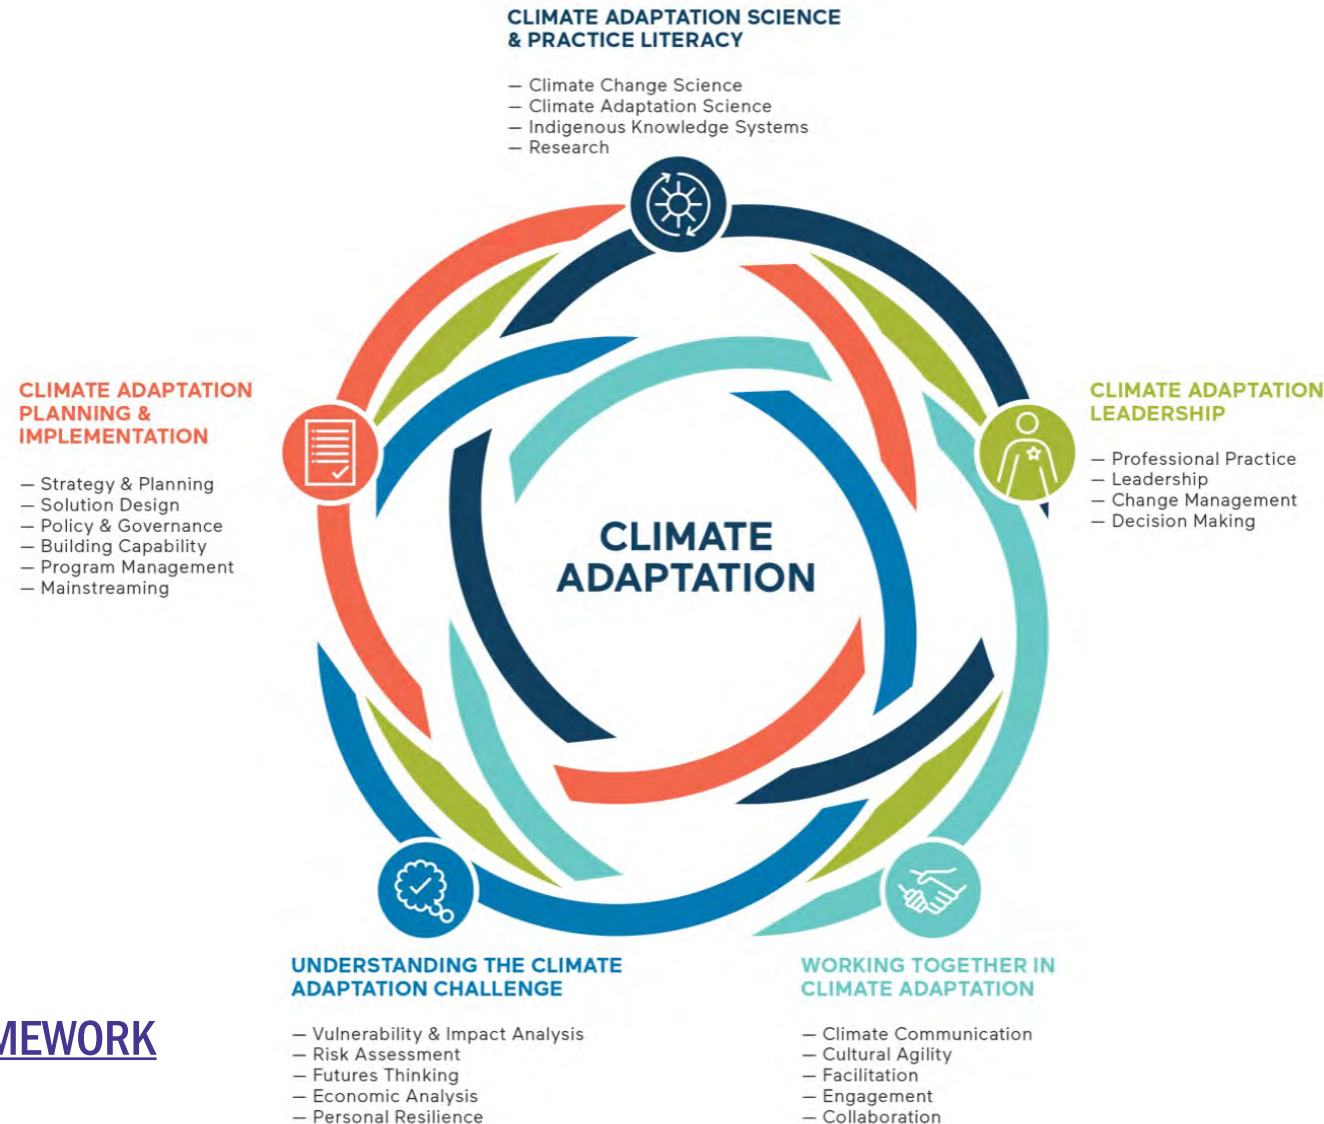 CLIMATE ADAPTATION SCIENCE
& PRACTICE LITERACY
— Climate Change Science
— Climate Adaptation Science
— Indigenous Knowledge Systems
— Research
CLIMATE ADAPTATION
PLANNING &
IMPLEMENTATION
— Strategy & Planning
— Solution Design
— Policy & Governance
— Building Capability
— Program Management
— Mainstreaming
CLIMATE
ADAPTATION
CLIMATE ADAPTATION
LEADERSHIP
— Professional Practice
— Leadership
— Change Management
— Decision Making
UNDERSTANDING THE CLIMATE
ADAPTATION CHALLENGE
— Vulnerability & Impact Analysis
— Risk Assessment
— Futures Thinking
— Economic Analysis
— Personal Resilience
WORKING TOGETHER IN
CLIMATE ADAPTATION
— Climate Communication
— Cultural Agility
— Facilitation
— Engagement
— Collaboration
MEWORK